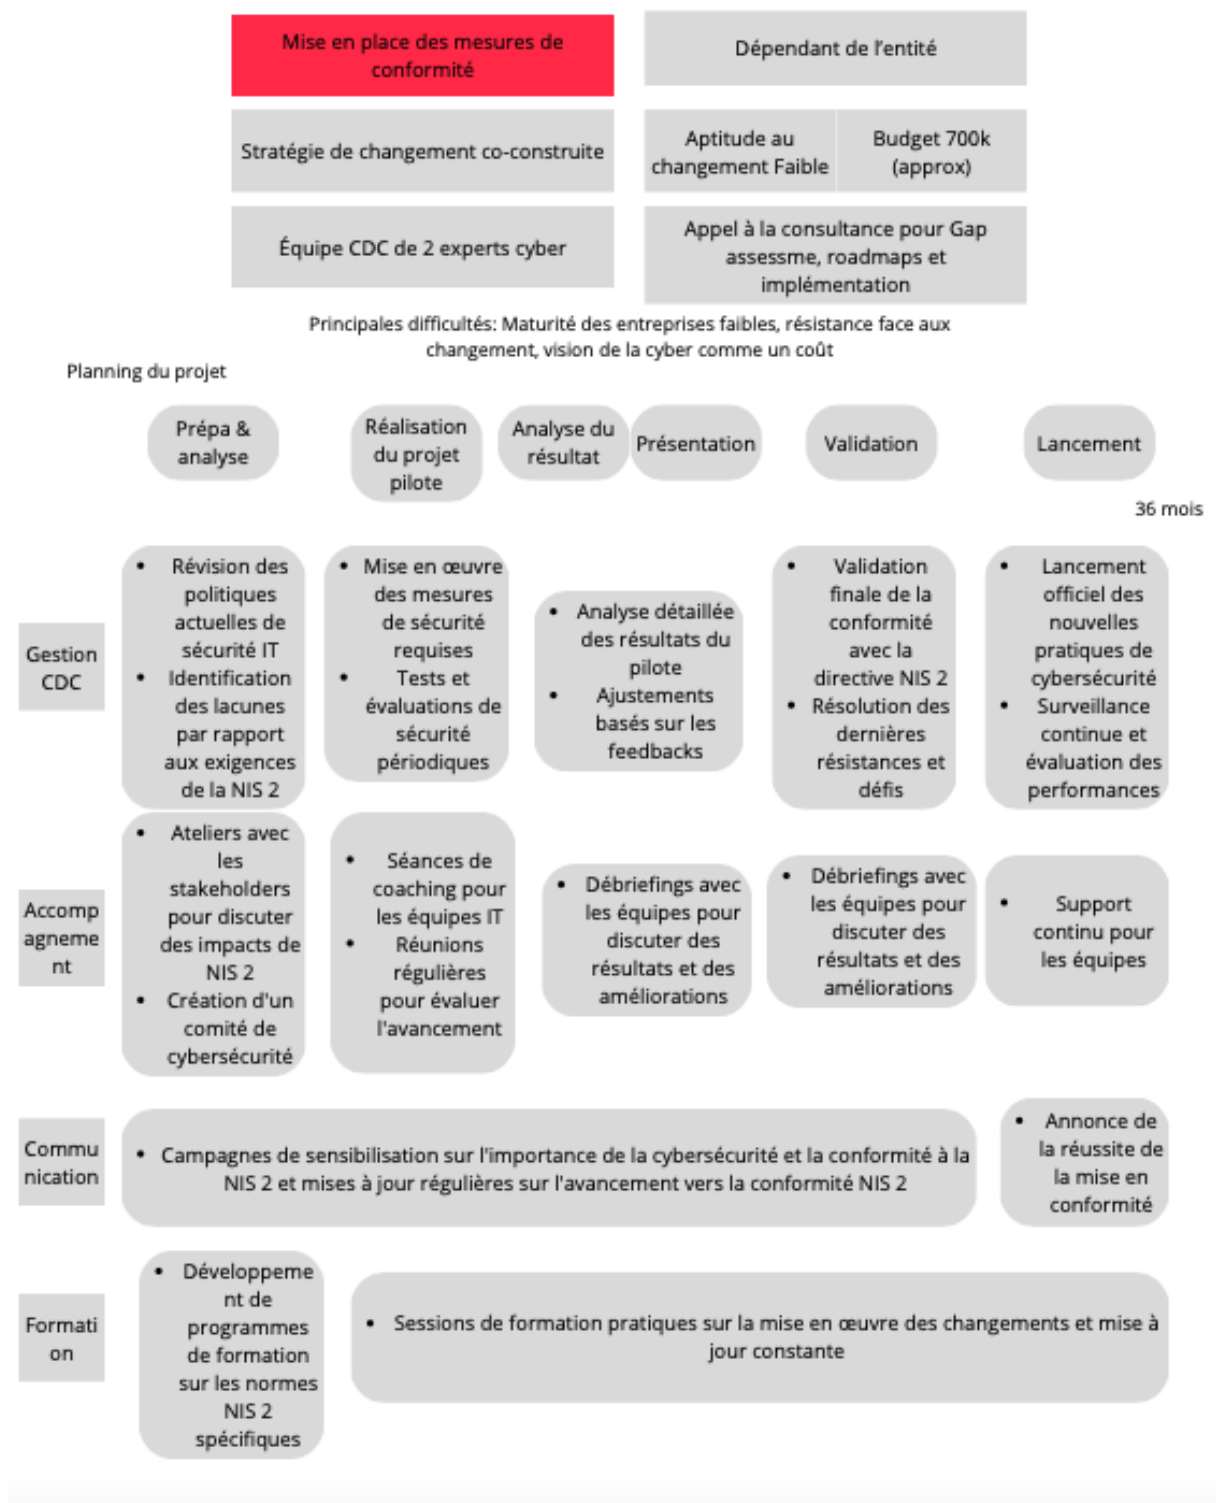 Mise en place des mesures de
conformité
Dépendant de l'entité
Stratégie de changement co-construite
Aptitude au
changement Faible
Budget 700k
(approx)
Équipe CDC de 2 experts cyber
Appel à la consultance pour Gap
assessme, roadmaps et
implémentation
Principales difficultés: Maturité des entreprises faibles, résistance face aux
changement, vision de la cyber comme un coût
Planning du projet
Prépa &
analyse
Réalisation
du projet
pilote
Analyse du
résultat
Présentation
Validation
Lancement
36 mois
Gestion
CDC
• Révision des
politiques
actuelles de
sécurité IT
• Identification
des lacunes
par rapport
aux exigences
de la NIS 2
• Mise en œuvre
des mesures
de sécurité
requises
• Tests et
évaluations de
sécurité
périodiques
• Analyse détaillée
des résultats du
pilote
• Ajustements
basés sur les
feedbacks
• Validation
finale de la
conformité
avec la
directive NIS 2
• Résolution des
dernières
résistances et
défis
• Lancement
officiel des
nouvelles
pratiques de
cybersécurité
• Surveillance
continue et
évaluation des
performances
Accomp
agneme
nt
• Ateliers avec
les
stakeholders
pour discuter
des impacts de
NIS 2
• Création d'un
comité de
cybersécurité
• Séances de
coaching pour
les équipes IT
• Réunions
régulières
pour évaluer
l'avancement
• Débriefings avec
les équipes pour
discuter des
résultats et des
améliorations
• Débriefings avec
les équipes pour
discuter des
résultats et des
améliorations
• Support
continu pour
les équipes
Commu
nication
• Campagnes de sensibilisation sur l'importance de la cybersécurité et la conformité à la
NIS 2 et mises à jour régulières sur l'avancement vers la conformité NIS 2
• Annonce de
la réussite de
la mise en
conformité
Formati
on
• Développeme
nt de
programmes
de formation
sur les normes
NIS 2
spécifiques
• Sessions de formation pratiques sur la mise en œuvre des changements et mise à
jour constante